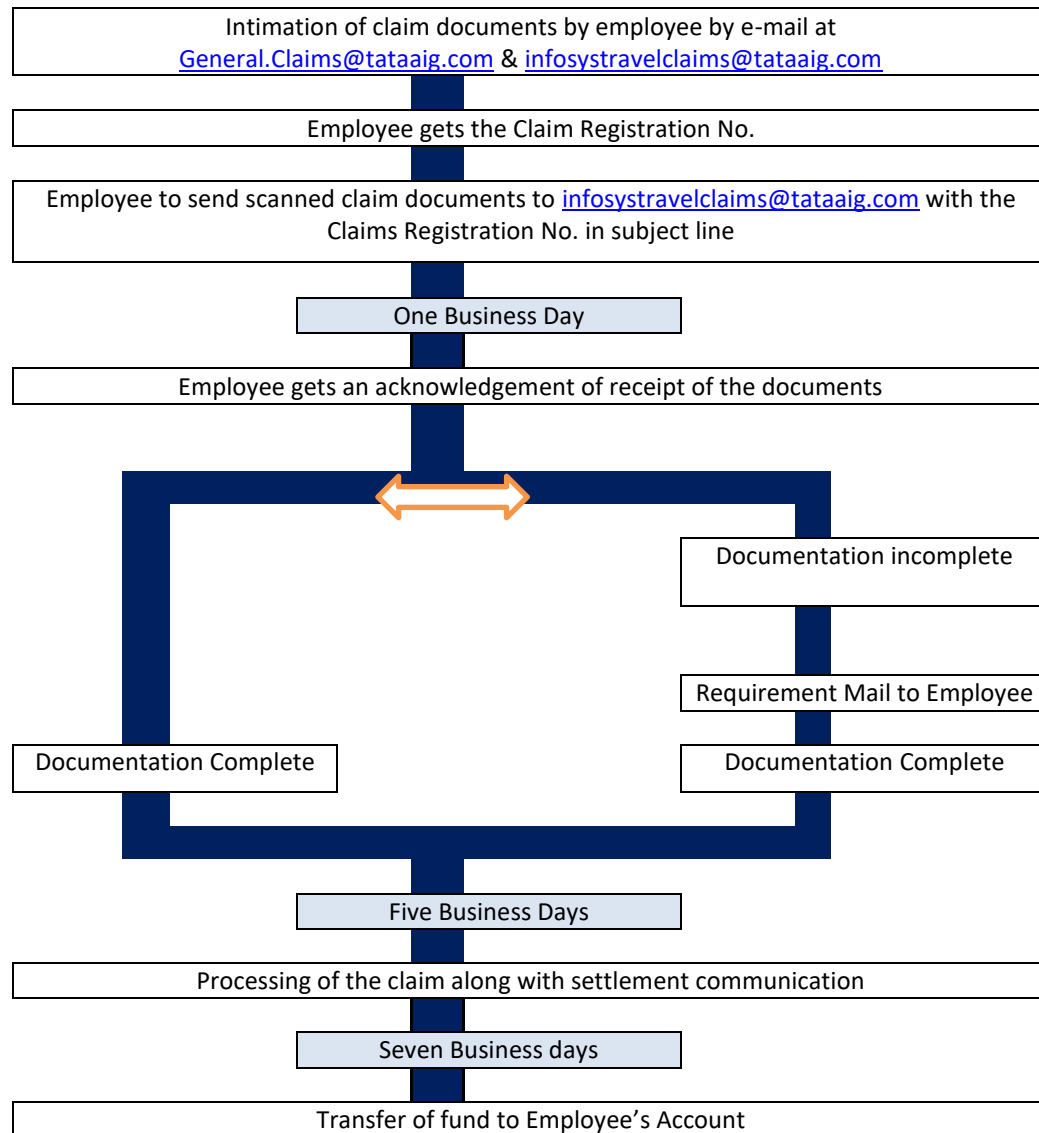 Intimation of claim documents by employee by e-mail at
General.Claims@tataaig.com & infosystravelclaims@tataaig.com
Employee gets the Claim Registration No.
Employee to send scanned claim documents to infosystravelclaims@tataaig.com with the
Claims Registration No. in subject line
One Business Day
Employee gets an acknowledgement of receipt of the documents
Documentation incomplete
Requirement Mail to Employee
Documentation Complete
Documentation Complete
Five Business Days
Processing of the claim along with settlement communication
Seven Business days
Transfer of fund to Employee's Account